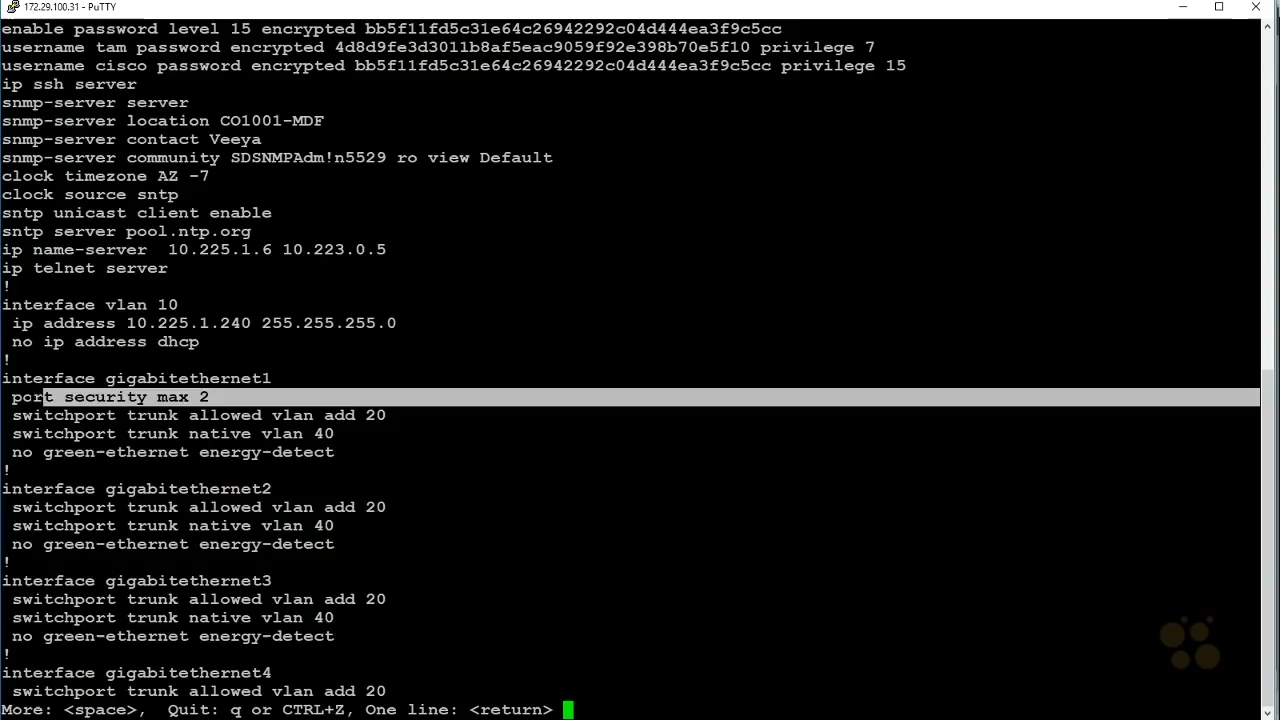 172.29.100.31 - PuTTY
enable password level 15 encrypted bb5f11fd5c31e64c26942292c04d444ea3f9c5cc
username tam password encrypted 4d8d9fe3d3011b8af5eac9059f92e398b70e5f10 privilege 7
username cisco password encrypted bb5f11fd5c31e64c26942292c04d444ea3f9c5cc privilege 15
ip ssh server
snmp-server server
snmp-server location CO1001-MDF
snmp-server contact Veeya
snmp-server community SDSNMPAdm!n5529 ro view Default
clock timezone AZ -7
clock source sntp
sntp unicast client enable
sntp server pool.ntp.org
ip name-server  10.225.1.6 10.223.0.5
ip telnet server
!
interface vlan 10
 ip address 10.225.1.240 255.255.255.0
 no ip address dhcp
!
interface gigabitethernet1
 port security max 2
 switchport trunk allowed vlan add 20
 switchport trunk native vlan 40
 no green-ethernet energy-detect
!
interface gigabitethernet2
 switchport trunk allowed vlan add 20
 switchport trunk native vlan 40
 no green-ethernet energy-detect
!
interface gigabitethernet3
 switchport trunk allowed vlan add 20
 switchport trunk native vlan 40
 no green-ethernet energy-detect
!
interface gigabitethernet4
 switchport trunk allowed vlan add 20
More: <space>,  Quit: q or CTRL+Z, One line: <return>